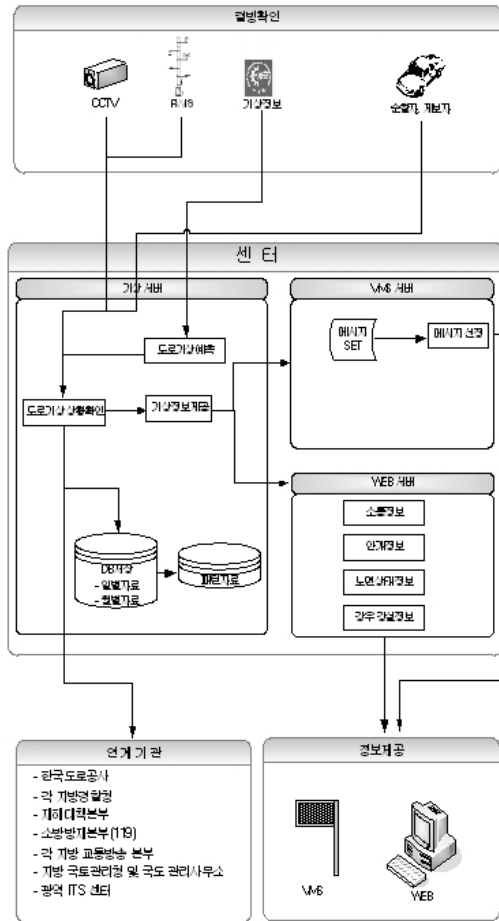 결빙확인
CCTV
RWIS
기상정보
순찰자, 제보자
센 터
기상 서버
VMS 서버
도로기상예측
메시지
SET
메시지 선정
도로기상 상황확인
기상정보제공
WEB 서버
소통정보
안개정보
노면상태정보
강우 강설정보
DB저장
- 일별자료
- 월별자료
패턴자료
연계기관
- 한국도로공사
- 각 지방경찰청
- 재해대책본부
- 소방방재본부(119)
- 각 지방 교통방송 본부
- 지방 국토관리청 및 국도 관리사무소
- 광역 ITS 센터
정보제공
VMS
WEB